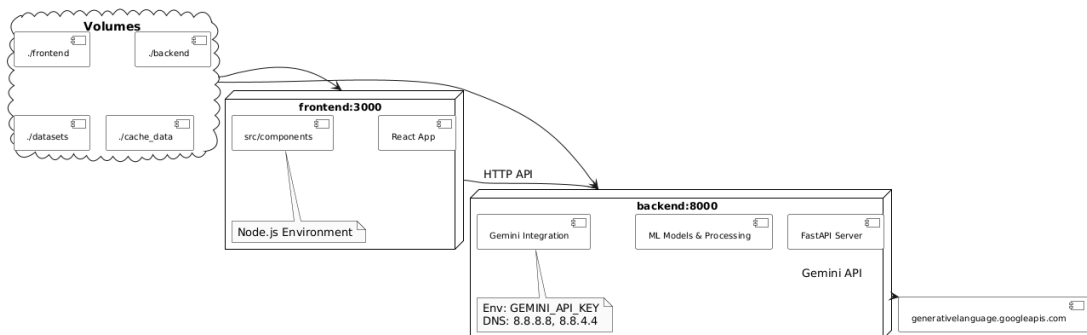 Volumes
./frontend
./backend
./datasets
./cache_data
frontend:3000
src/components
React App
Node.js Environment
HTTP API
backend:8000
Gemini Integration
ML Models & Processing
FastAPI Server
Env: GEMINI_API_KEY
DNS: 8.8.8.8, 8.8.4.4
Gemini API
generativelanguage.googleapis.com